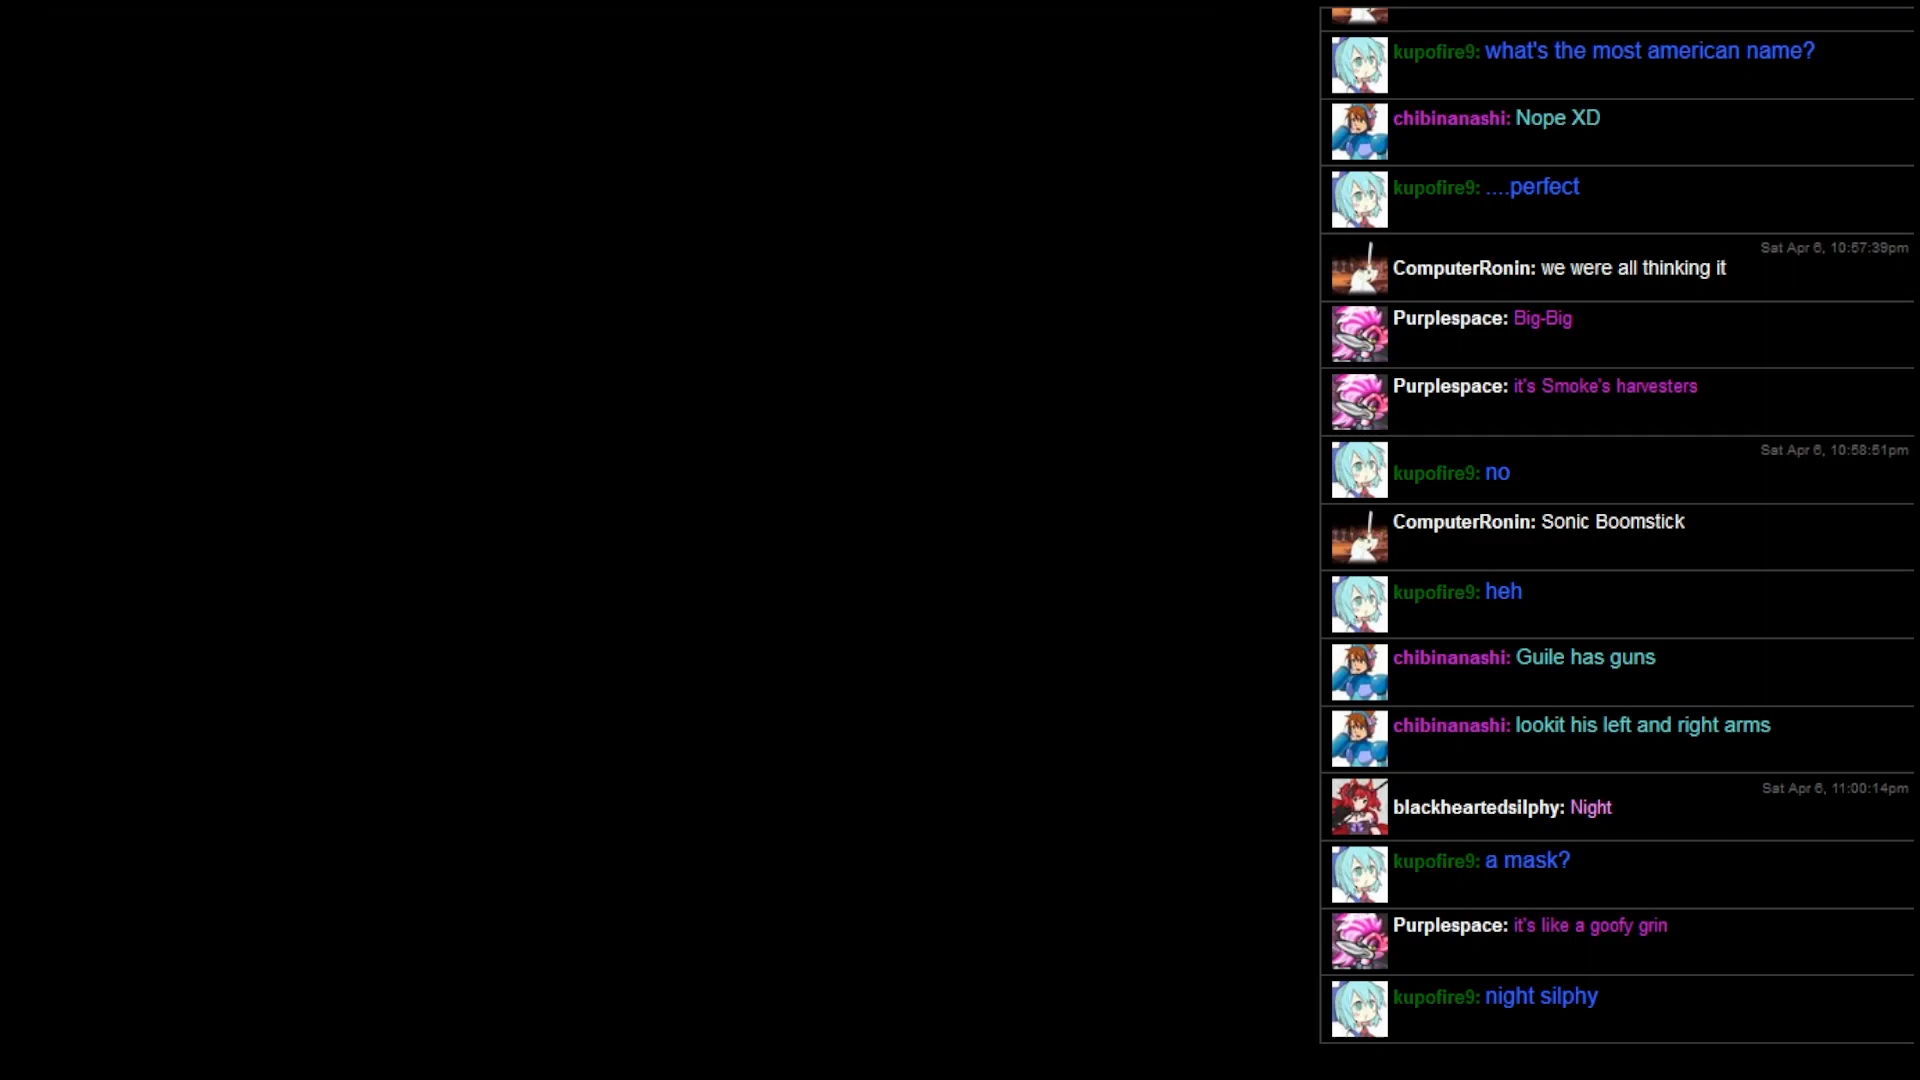 kupofire9: what's the most american name?
chibinanashi: Nope XD
kupofire9: ....perfect
Sat Apr 6, 10:57:39pm
ComputerRonin: we were all thinking it
Purplespace: Big-Big
Purplespace: it's Smoke's harvesters
Sat Apr 6, 10:58:51pm
kupofire9: no
ComputerRonin: Sonic Boomstick
kupofire9: heh
chibinanashi: Guile has guns
chibinanashi: lookit his left and right arms
Sat Apr 6, 11:00:14pm
blackheartedsilphy: Night
kupofire9: a mask?
Purplespace: it's like a goofy grin
kupofire9: night silphy